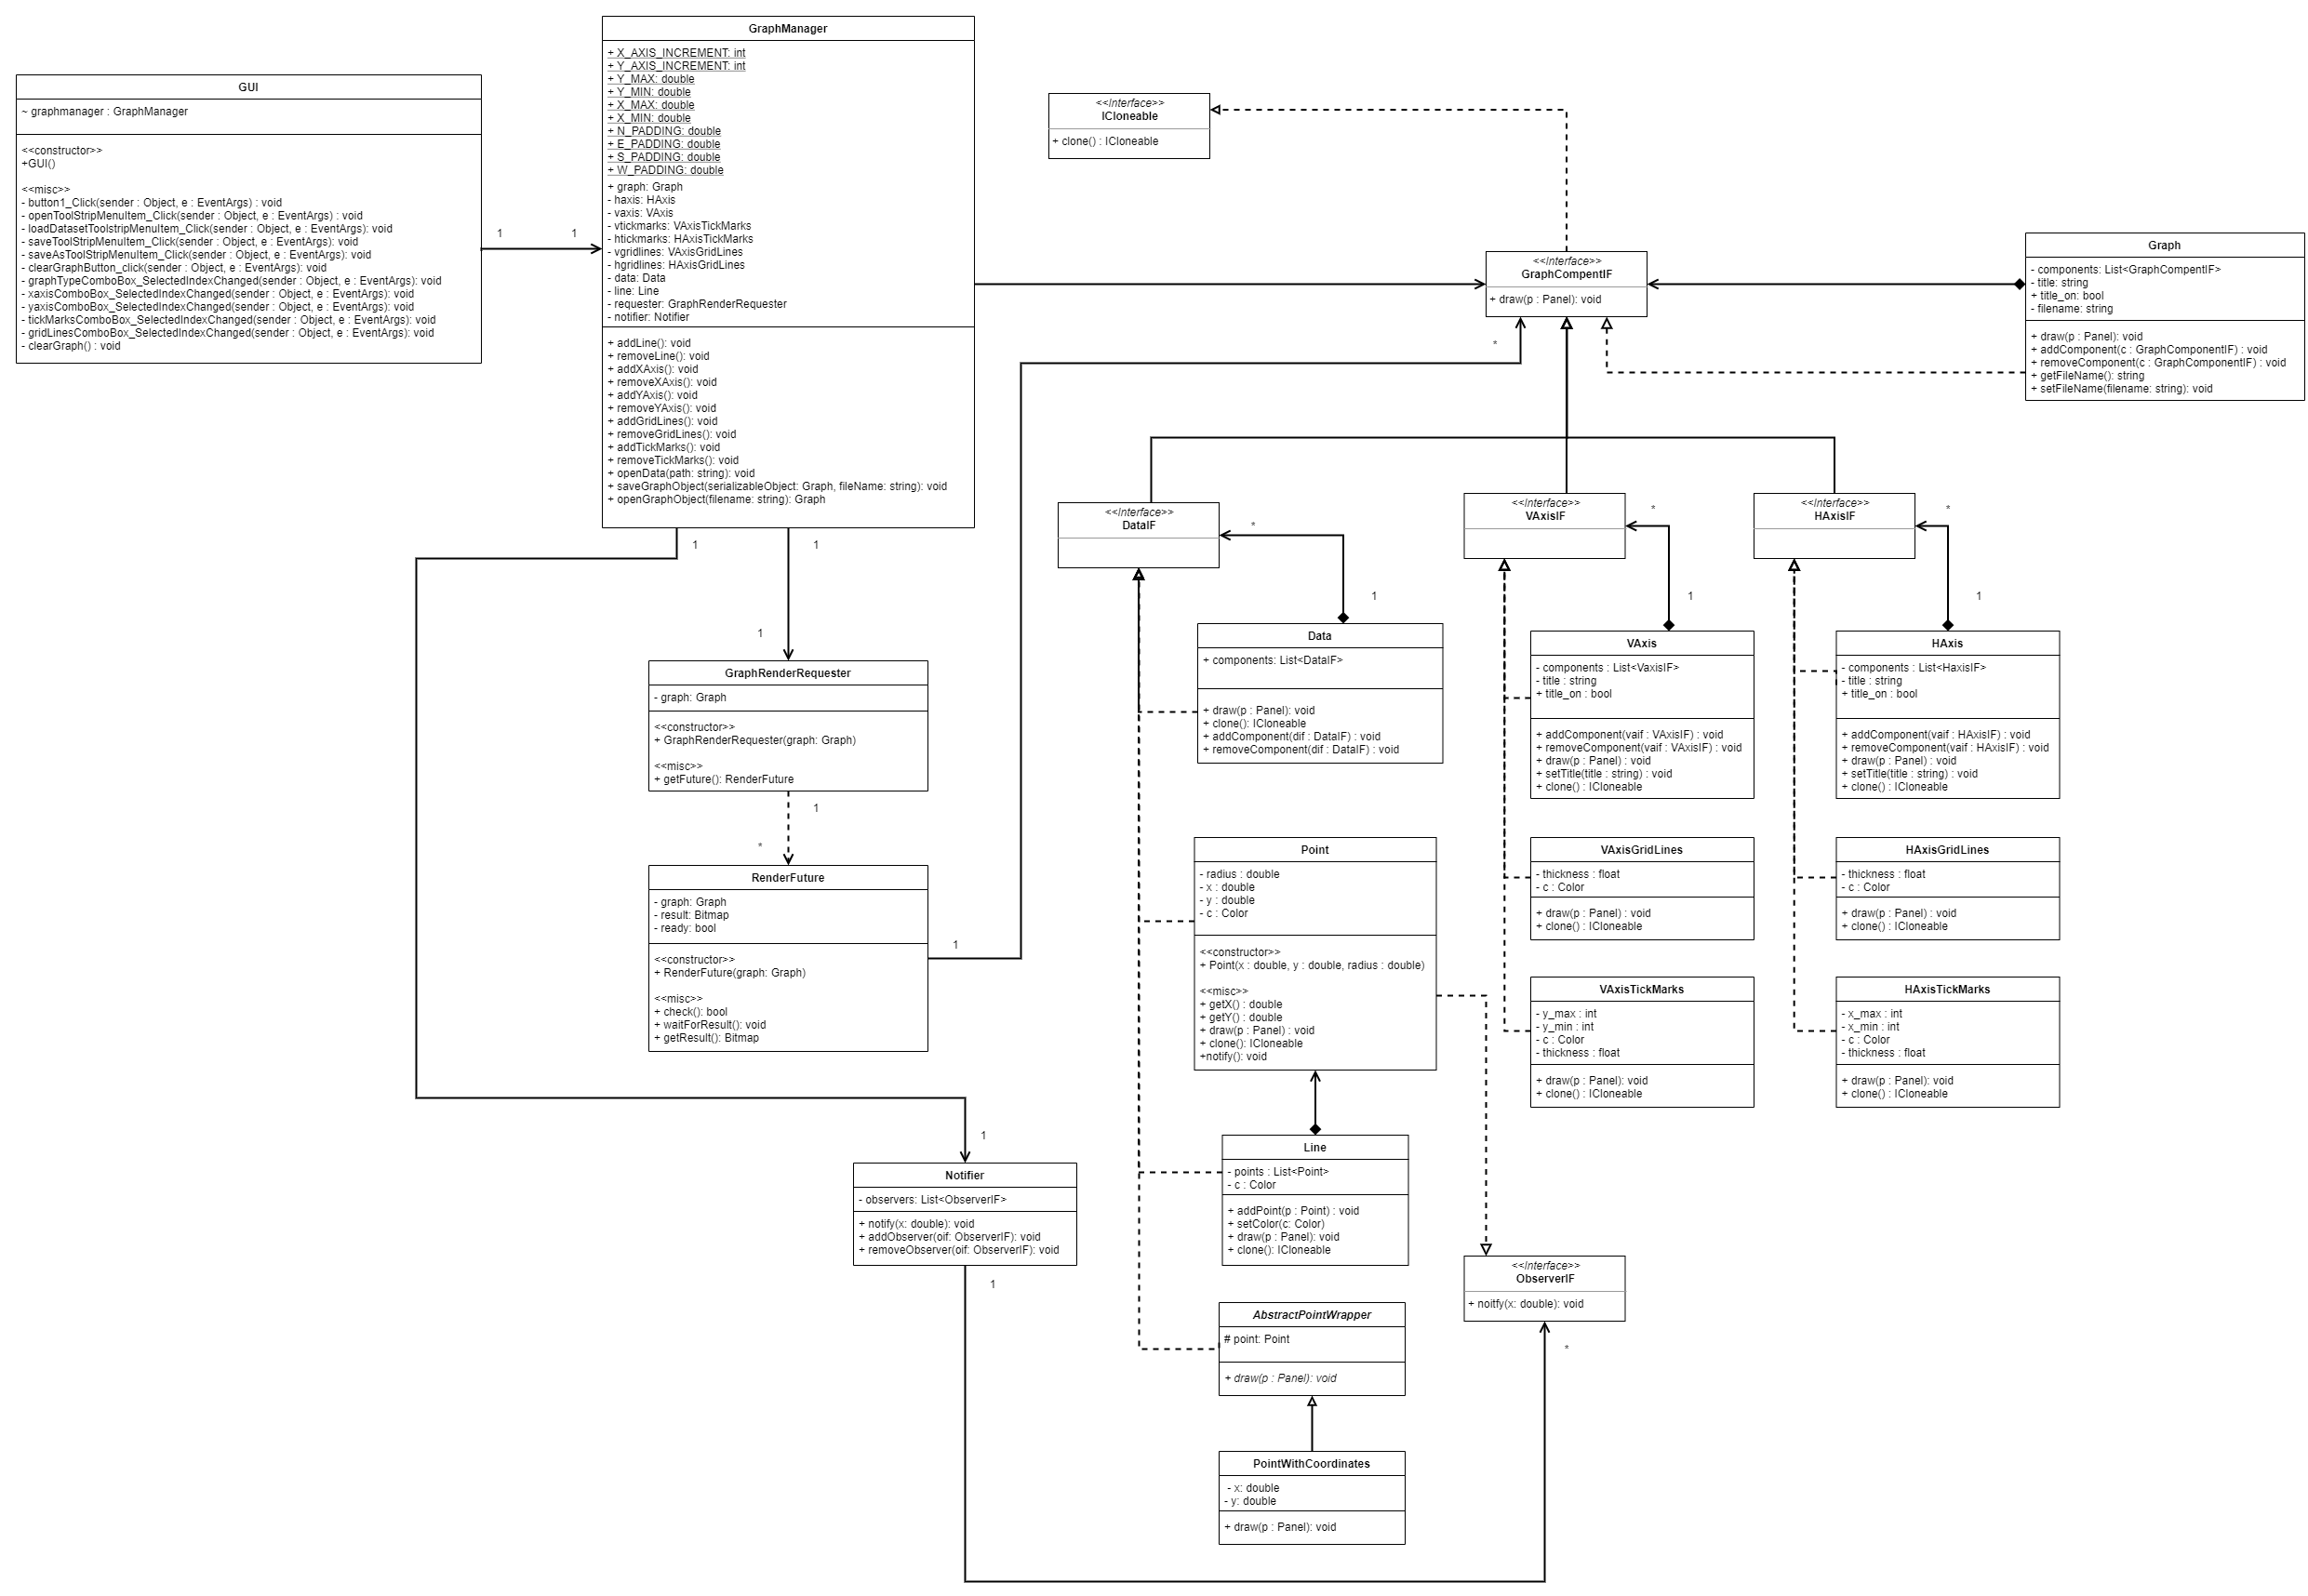 GraphManager
+ X_AXIS_INCREMENT: int
+ Y_AXIS_INCREMENT: int
+ Y_MAX: double
+ Y_MIN: double
+ X_MAX: double
+ X_MIN: double
+ N_PADDING: double
+ E_PADDING: double
+ S_PADDING: double
+ W_PADDING: double
+ graph: Graph
- haxis: HAxis
- vaxis: VAxis
- vtickmarks: VAxisTickMarks
- htickmarks: HAxisTickMarks
- vgridlines: VAxisGridLines
- hgridlines: HAxisGridLines
- data: Data
- line: Line
- requester: GraphRenderRequester
- notifier: Notifier
+ addLine(): void
+ removeLine(): void
+ addXAxis(): void
+ removeXAxis(): void
+ addYAxis(): void
+ removeYAxis(): void
+ addGridLines(): void
+ removeGridLines(): void
+ addTickMarks(): void
+ removeTickMarks(): void
+ openData(path: string): void
+ saveGraphObject(serializableObject: Graph, fileName: string): void
+ openGraphObject(filename: string): Graph
GUI
~ graphmanager : GraphManager
<<constructor>>
+GUI()
<<misc>>
- button1_Click(sender : Object, e : EventArgs) : void
- openToolStripMenuItem_Click(sender : Object, e : EventArgs) : void
- loadDatasetToolstripMenuItem_Click(sender : Object, e : EventArgs): void
- saveToolStripMenuItem_Click(sender : Object, e : EventArgs): void
- saveAsToolStripMenuItem_Click(sender : Object, e : EventArgs): void
- clearGraphButton_click(sender : Object, e : EventArgs): void
- graphTypeComboBox_SelectedIndexChanged(sender : Object, e : EventArgs): void
- xaxisComboBox_SelectedIndexChanged(sender : Object, e : EventArgs): void
- yaxisComboBox_SelectedIndexChanged(sender : Object, e : EventArgs): void
- tickMarksComboBox_SelectedIndexChanged(sender : Object, e : EventArgs): void
- gridLinesComboBox_SelectedIndexChanged(sender : Object, e : EventArgs): void
- clearGraph() : void
1
1
<<Interface>>
ICloneable
+ clone() : ICloneable
<<Interface>>
GraphCompentIF
+ draw(p : Panel): void
*
Graph
- components: List<GraphCompentIF>
- title: string
+ title_on: bool
- filename: string
+ draw(p : Panel): void
+ addComponent(c : GraphComponentIF) : void
+ removeComponent(c : GraphComponentIF) : void
+ getFileName(): string
+ setFileName(filename: string): void
<<Interface>>
DataIF
*
1
<<Interface>>
VAxisIF
*
1
<<Interface>>
HAxisIF
*
1
1
1
1
GraphRenderRequester
- graph: Graph
<<constructor>>
+ GraphRenderRequester(graph: Graph)
<<misc>>
+ getFuture(): RenderFuture
1
*
RenderFuture
- graph: Graph
- result: Bitmap
- ready: bool
<<constructor>>
+ RenderFuture(graph: Graph)
<<misc>>
+ check(): bool
+ waitForResult(): void
+ getResult(): Bitmap
1
Data
+ components: List<DataIF>
+ draw(p : Panel): void
+ clone(): ICloneable
+ addComponent(dif : DataIF) : void
+ removeComponent(dif : DataIF) : void
VAxis
- components : List<VaxisIF>
- title : string
+ title_on : bool
+ addComponent(vaif : VAxisIF) : void
+ removeComponent(vaif : VAxisIF) : void
+ draw(p : Panel) : void
+ setTitle(title : string) : void
+ clone() : ICloneable
HAxis
- components : List<HaxisIF>
- title : string
+ title_on : bool
+ addComponent(vaif : HAxisIF) : void
+ removeComponent(vaif : HAxisIF) : void
+ draw(p : Panel) : void
+ setTitle(title : string) : void
+ clone() : ICloneable
Point
- radius : double
- x : double
- y : double
- c : Color
<<constructor>>
+ Point(x : double, y : double, radius : double)
<<misc>>
+ getX() : double
+ getY() : double
+ draw(p : Panel) : void
+ clone(): ICloneable
+notify(): void
VAxisGridLines
- thickness : float
- c : Color
+ draw(p : Panel) : void
+ clone() : ICloneable
HAxisGridLines
- thickness : float
- c : Color
+ draw(p : Panel) : void
+ clone() : ICloneable
VAxisTickMarks
- y_max : int
- y_min : int
- c : Color
- thickness : float
+ draw(p : Panel): void
+ clone() : ICloneable
HAxisTickMarks
- x_max : int
- x_min : int
- c : Color
- thickness : float
+ draw(p : Panel): void
+ clone() : ICloneable
1
Notifier
- observers: List<ObserverIF>
+ notify(x: double): void
+ addObserver(oif: ObserverIF): void
+ removeObserver(oif: ObserverIF): void
1
Line
- points : List<Point>
- c : Color
+ addPoint(p : Point) : void
+ setColor(c: Color)
+ draw(p : Panel): void
+ clone(): ICloneable
<<Interface>>
ObserverIF
+ noitfy(x: double): void
*
AbstractPointWrapper
# point: Point
+ draw(p : Panel): void
PointWithCoordinates
- x: double
- y: double
+ draw(p : Panel): void